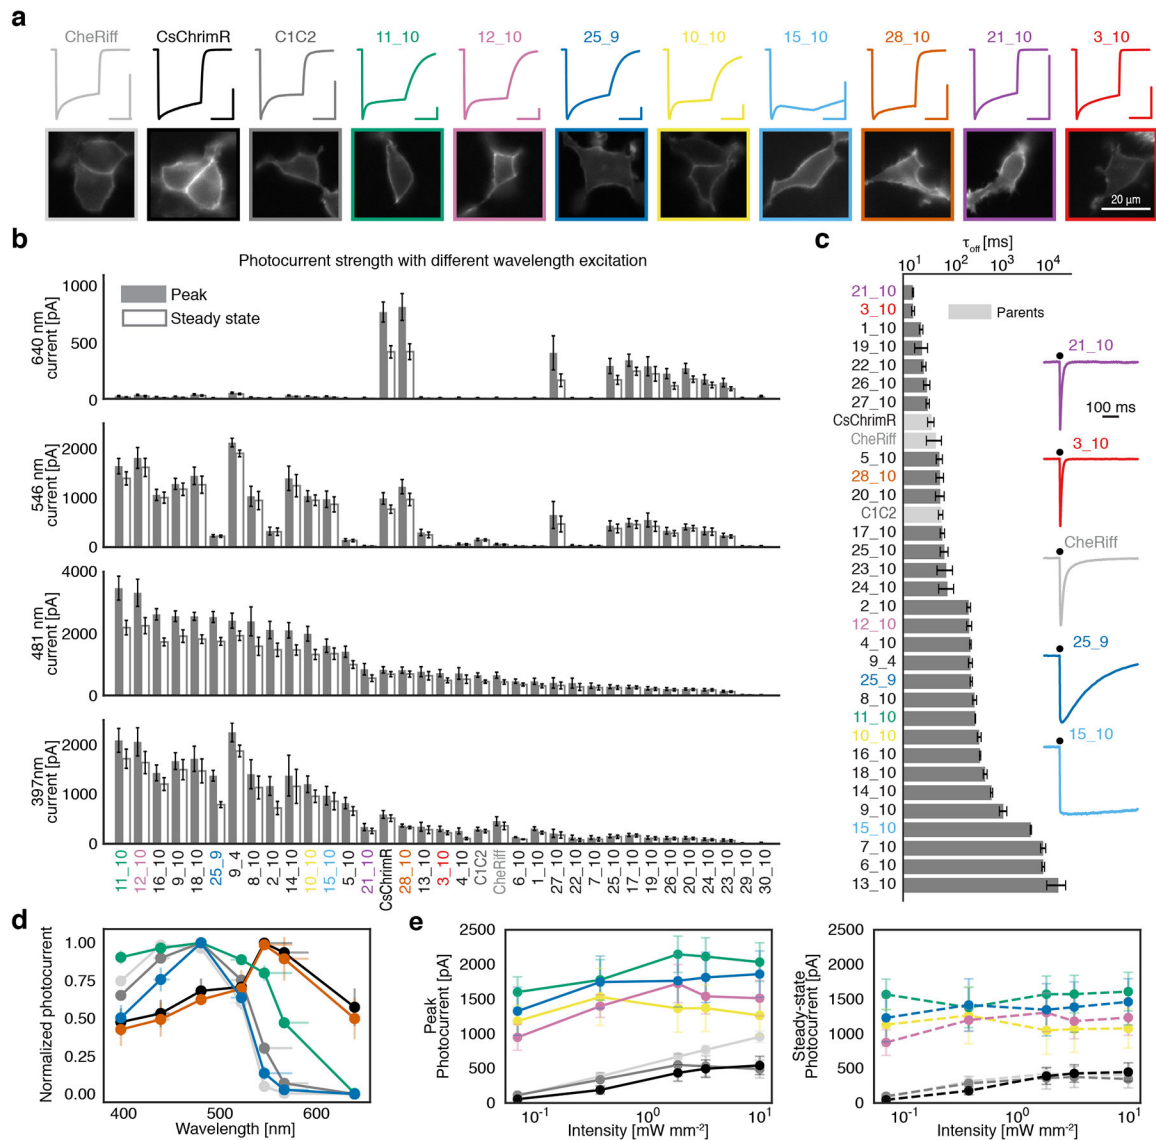 a
CheRiff CsChrimR C1C2 11_10 12_10 25_9 10_10 15_10 28_10 21_10 3_10
20 µm
b
Photocurrent strength with different wavelength excitation
Peak
Steady state
640 nm
current [pA]
1000
500
0
546 nm
current [pA]
2000
1000
0
481 nm
current [pA]
4000
2000
0
397nm
current [pA]
2000
1000
0
11_10
12_10
16_10
9_10
18_10
25_9
9_4
8_10
2_10
14_10
10_10
15_10
5_10
21_10
CsChrimR
28_10
13_10
3_10
4_10
C1C2
CheRiff
6_10
1_10
27_10
22_10
7_10
25_10
17_10
19_10
26_10
20_10
24_10
23_10
29_10
30_10
c
τoff [ms]
10¹ 10² 10³ 10⁴
Parents
21_10
3_10
1_10
19_10
22_10
26_10
27_10
CsChrimR
CheRiff
5_10
28_10
20_10
C1C2
17_10
25_10
23_10
24_10
2_10
12_10
4_10
9_4
25_9
8_10
11_10
10_10
16_10
18_10
14_10
9_10
15_10
7_10
6_10
13_10
21_10
100 ms
3_10
CheRiff
25_9
15_10
d
Normalized photocurrent
1.00
0.75
0.50
0.25
0.00
400 500 600
Wavelength [nm]
e
Peak
Photocurrent [pA]
2500
2000
1500
1000
500
0
10⁻¹ 10⁰ 10¹
Intensity [mW mm⁻²]
Steady-state
Photocurrent [pA]
2500
2000
1500
1000
500
0
10⁻¹ 10⁰ 10¹
Intensity [mW mm⁻²]